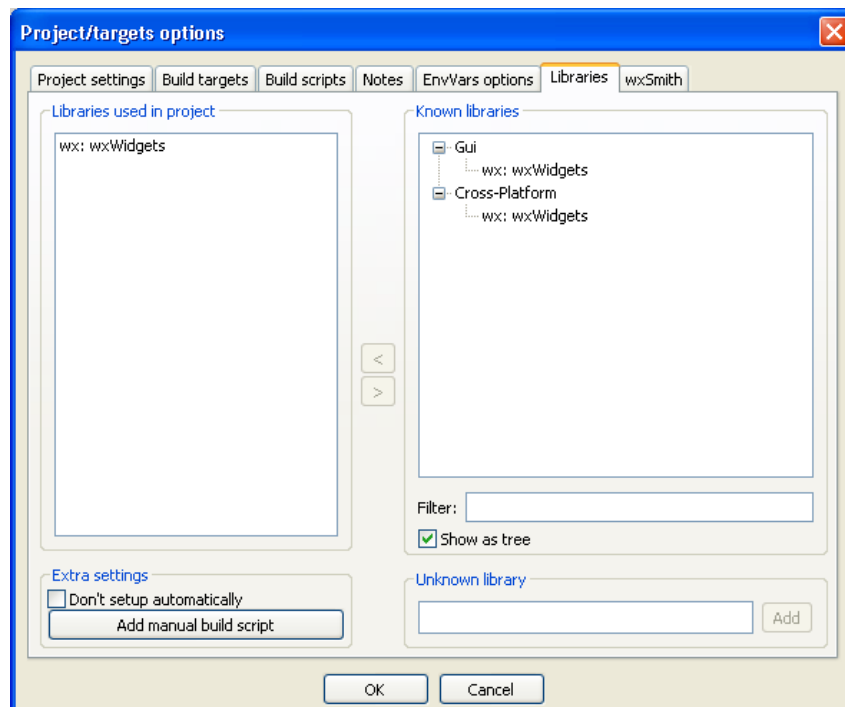 Project/targets options
Project settings Build targets Build scripts Notes EnvVars options Libraries wxSmith
Libraries used in project
wx: wxWidgets
Known libraries
Gui
wx: wxWidgets
Cross-Platform
wx: wxWidgets
<
>
Filter:
Show as tree
Extra settings
Don't setup automatically
Add manual build script
Unknown library
Add
OK Cancel